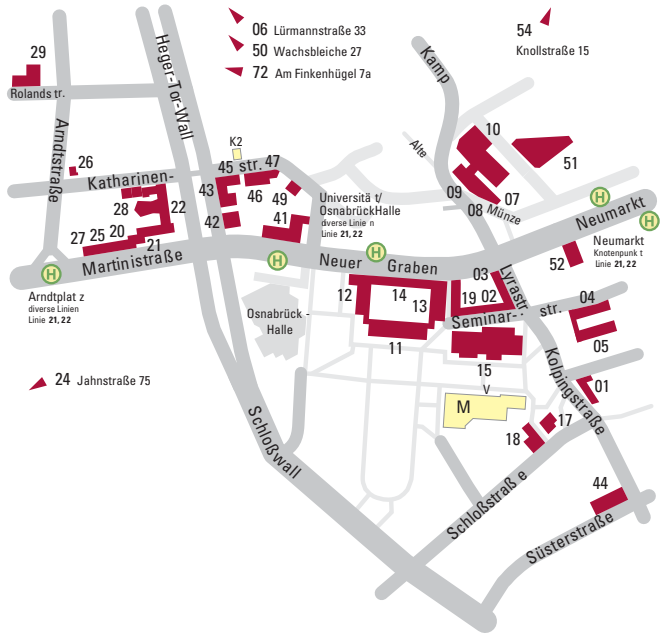 06 Lürmannstraße 33
50 Wachsbleiche 27
72 Am Finkenhügel 7a
54
Knollstraße 15
29
Rolands tr.
Heger-Tor-Wall
Kamp
Arndtstraße
K2
10
Alte
51
26
Katharinen-
45 str. 47
43
46
49
09
07
08 Münze
28
22
42
41
Universitä t/
OsnabrückHalle
diverse Linie n
Linie 21, 22
H
Neumarkt
H
27 25 20
21
Martinistraße
H
H
H
Neuer Graben
Neumarkt
Knotenpunk t
Linie 21, 22
52
Arndtplat z
diverse Linien
Linie 21, 22
Osnabrück -
Halle
12
14
13
03
19 02
Lyrastr.
Seminar- str.
04
05
11
15
V
M
24 Jahnstraße 75
01
Kolpingstraße
17
18
Schloßwall
Schloßstraß e
44
Süsterstraße